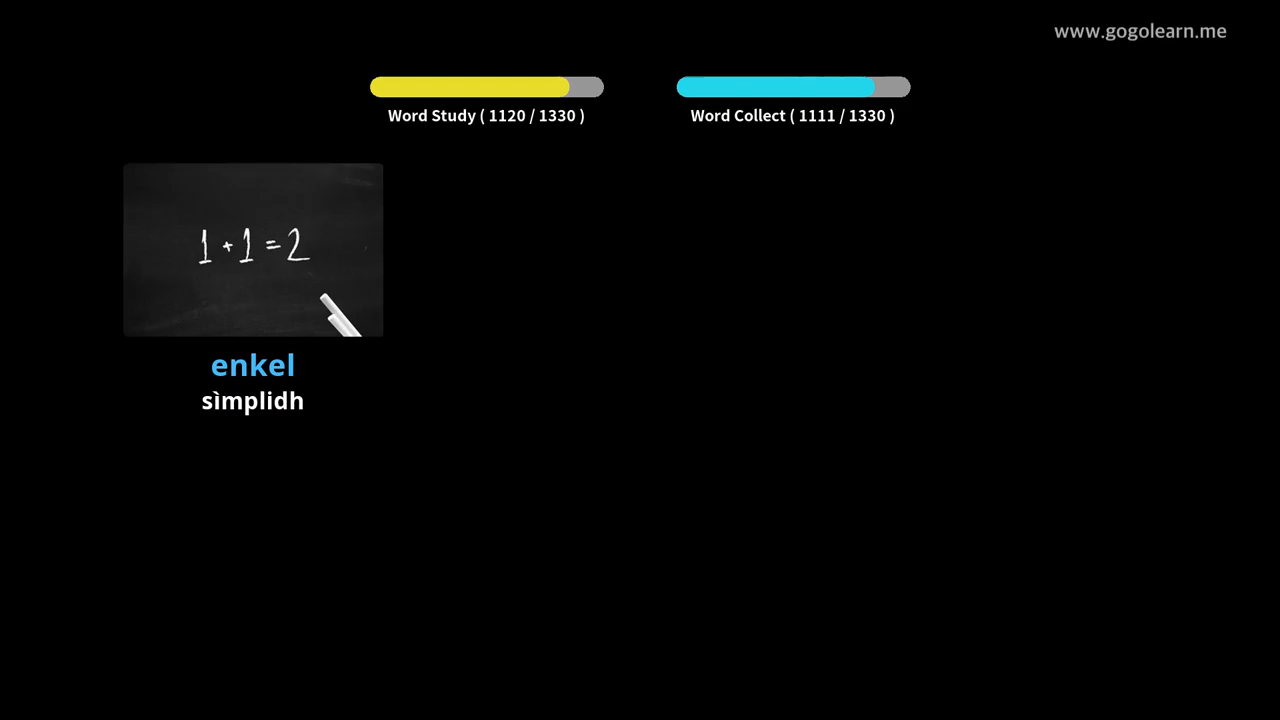 www.gogolearn.me
Word Study ( 1120 / 1330 )
Word Collect ( 1111 / 1330 )
1 + 1 = 2
enkel
sìmplidh